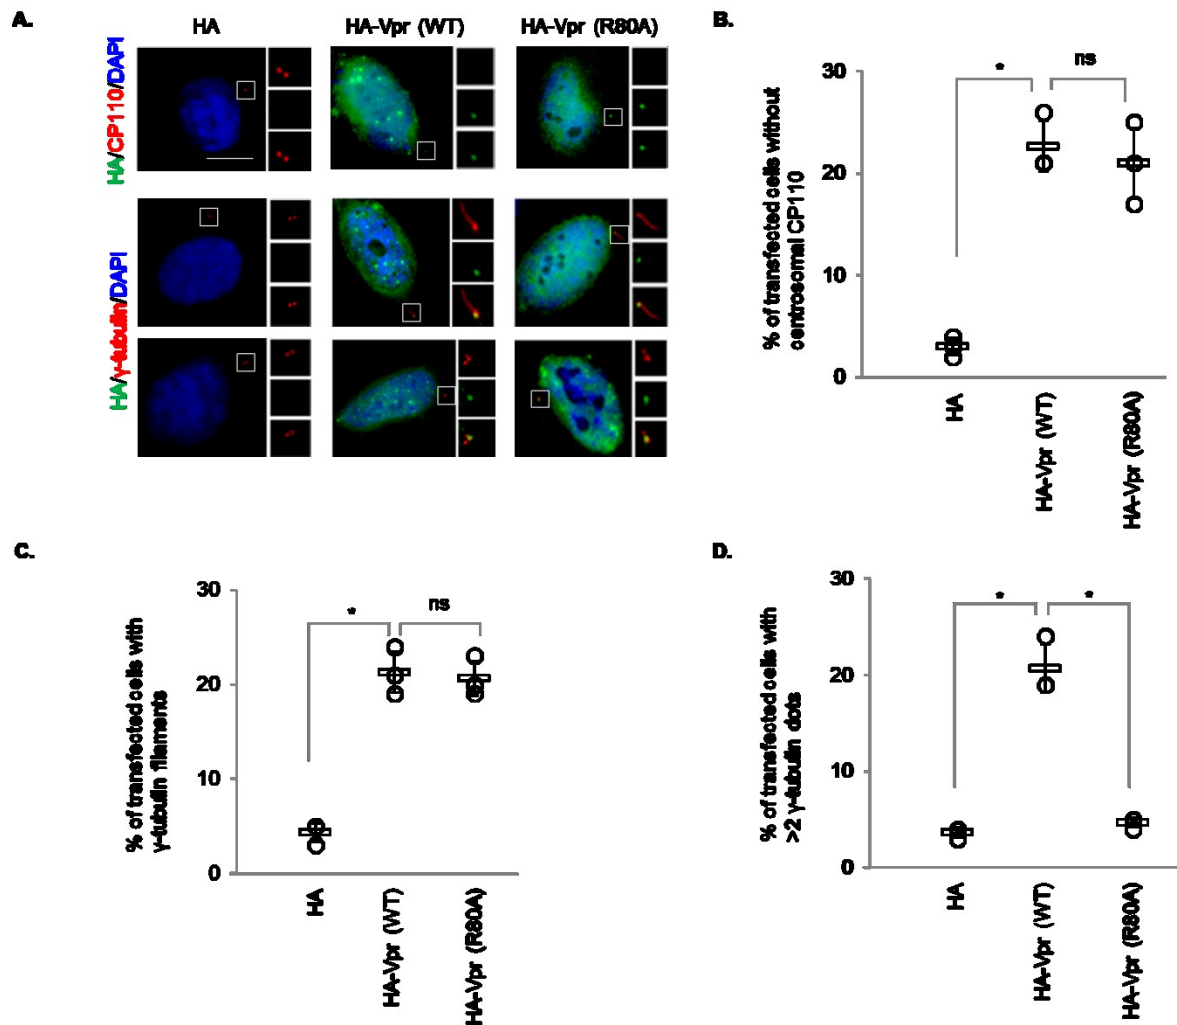 A.
HA
HA-Vpr (WT)
HA-Vpr (R80A)
HA/CP110/DAPI
HA/γ-tubulin/DAPI
B.
% of transfected cells without
centrosomal CP110
30
20
10
0
*
ns
HA
HA-Vpr (WT)
HA-Vpr (R80A)
C.
% of transfected cells with
γ-tubulin filaments
30
20
10
0
*
ns
HA
HA-Vpr (WT)
HA-Vpr (R80A)
D.
% of transfected cells with
>2 γ-tubulin dots
30
20
10
0
*
*
HA
HA-Vpr (WT)
HA-Vpr (R80A)